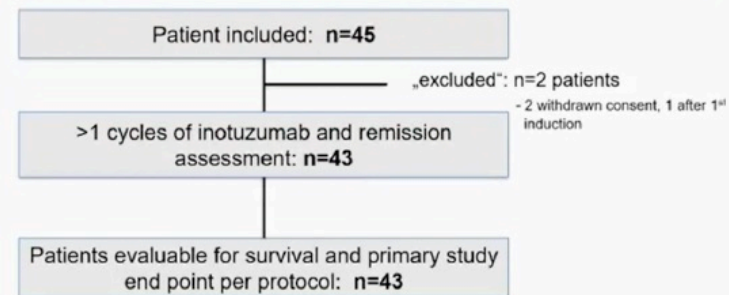 Patient included: n=45
„excluded“: n=2 patients
- 2 withdrawn consent, 1 after 1st
induction
>1 cycles of inotuzumab and remission
assessment: n=43
Patients evaluable for survival and primary study
end point per protocol: n=43